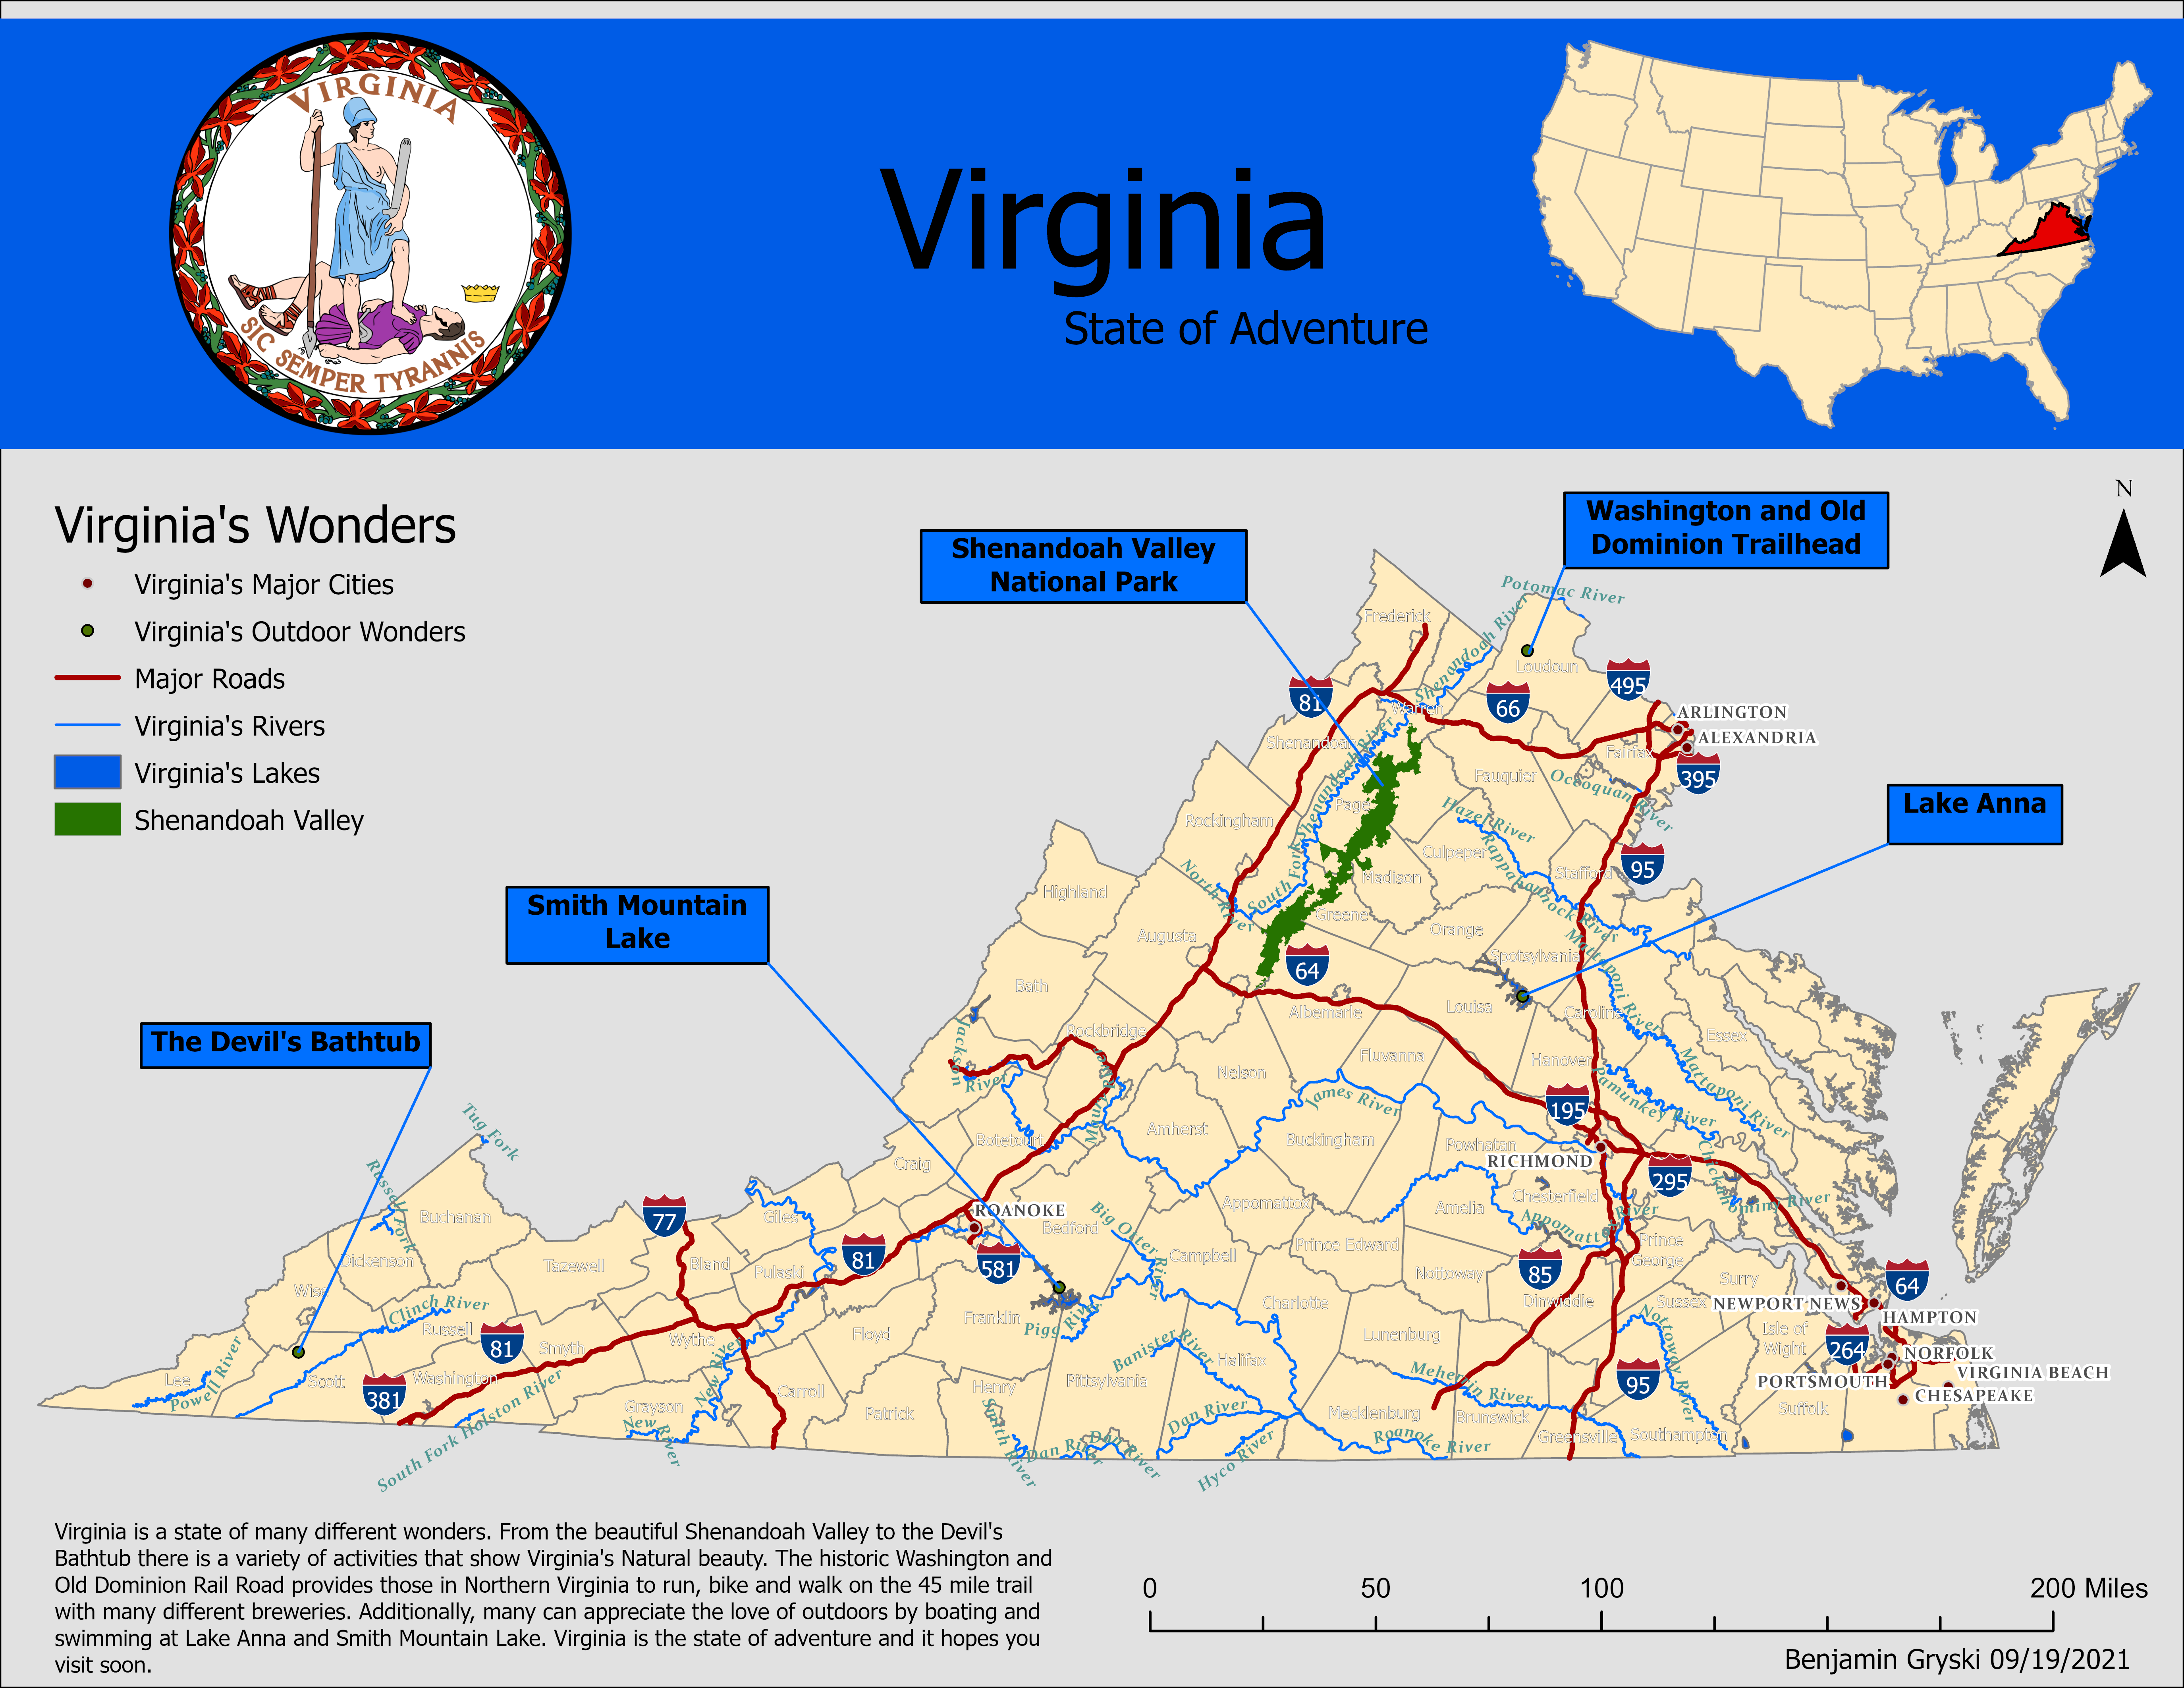 VIRGINIA
SIC SEMPER TYRANNIS
Virginia
State of Adventure
Virginia's Wonders
Virginia's Major Cities
Virginia's Outdoor Wonders
Major Roads
Virginia's Rivers
Virginia's Lakes
Shenandoah Valley
Shenandoah Valley
National Park
Washington and Old
Dominion Trailhead
N
Lake Anna
Smith Mountain
Lake
The Devil's Bathtub
Potomac River
Frederick
Shenandoah River
Loudoun
81
66
495
Warren
ARLINGTON
ALEXANDRIA
Shenandoah
Fairfax
395
Fauquier
Occoquan River
Page
South Fork Shenandoah River
Rockingham
Hazel River
Rappahannock River
Culpeper
Stafford
95
Madison
Highland
North River
Greene
Orange
Augusta
Spotsylvania
Mattaponi River
64
Bath
Louisa
Albemarle
Caroline
Essex
Rockbridge
Jackson
River
Maury River
Fluvanna
Hanover
Nelson
Mattaponi River
Pamunkey River
195
James River
Tug Fork
Botetourt
Amherst
Buckingham
Powhatan
RICHMOND
Craig
295
Chickahominy River
Russell Fork
Buchanan
77
Giles
ROANOKE
Bedford
Big Otter River
Appomattox
Amelia
Chesterfield
Appomattox River
Dickenson
Tazewell
Bland
Pulaski
81
581
Campbell
Prince Edward
Nottoway
85
Prince
George
Surry
64
Wise
Clinch River
Russell
81
Smyth
Wythe
Floyd
Franklin
Pigg River
Charlotte
Dinwiddie
Sussex
NEWPORT NEWS
HAMPTON
Lunenburg
Nottoway River
Isle of
Wight
264
NORFOLK
Banister River
Halifax
Lee
Powell River
Scott
381
Washington
New River
Carroll
Henry
Pittsylvania
Meherrin River
95
PORTSMOUTH
VIRGINIA BEACH
CHESAPEAKE
South Fork Holston River
Grayson
New River
Patrick
Smith River
Dan River
Dan River
Dan River
Hyco River
Mecklenburg
Roanoke River
Brunswick
Greensville
Southampton
Suffolk
Virginia is a state of many different wonders. From the beautiful Shenandoah Valley to the Devil's
Bathtub there is a variety of activities that show Virginia's Natural beauty. The historic Washington and
Old Dominion Rail Road provides those in Northern Virginia to run, bike and walk on the 45 mile trail
with many different breweries. Additionally, many can appreciate the love of outdoors by boating and
swimming at Lake Anna and Smith Mountain Lake. Virginia is the state of adventure and it hopes you
visit soon.
0 50 100 200 Miles
Benjamin Gryski 09/19/2021